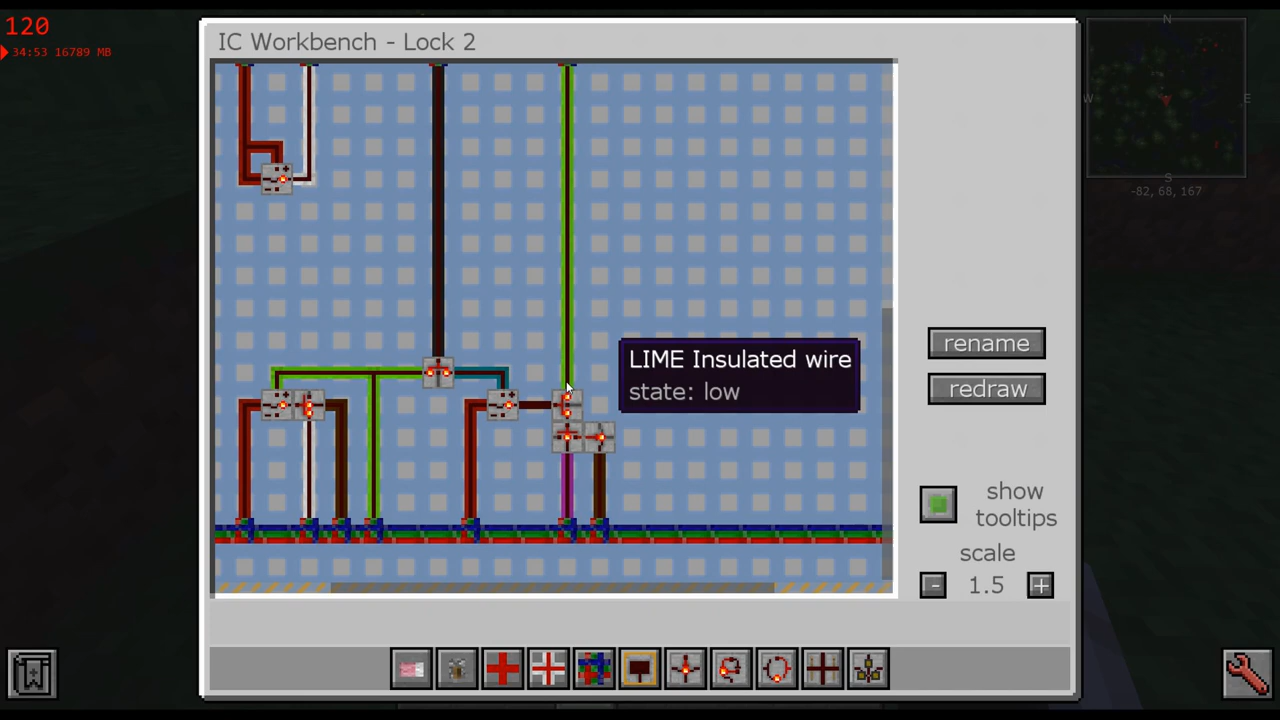 120
34:53 16789 MB
IC Workbench - Lock 2
N
W
E
S
-82, 68, 167
LIME Insulated wire
state: low
rename
redraw
show
tooltips
scale
- 1.5 +